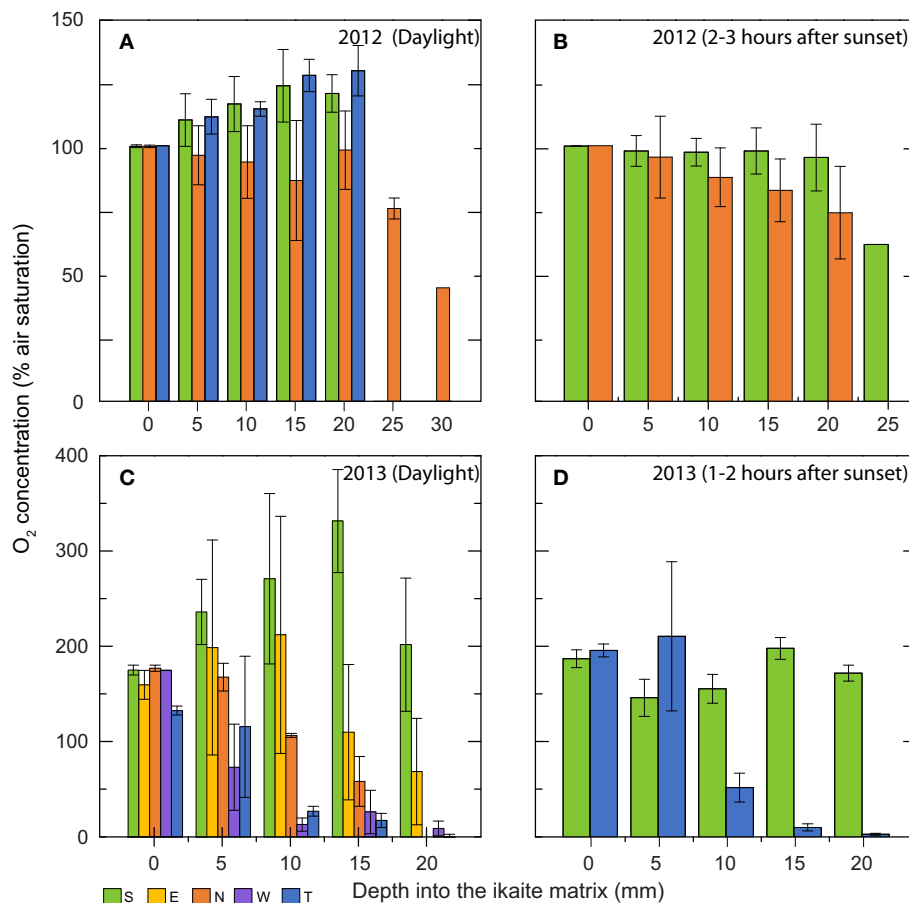 A 2012 (Daylight)
B 2012 (2-3 hours after sunset)
150
100
50
0
0 5 10 15 20 25 30
0 5 10 15 20 25
O₂ concentration (% air saturation)
C 2013 (Daylight)
D 2013 (1-2 hours after sunset)
400
300
200
100
0
0 5 10 15 20
0 5 10 15 20
S E N W T
Depth into the ikaite matrix (mm)